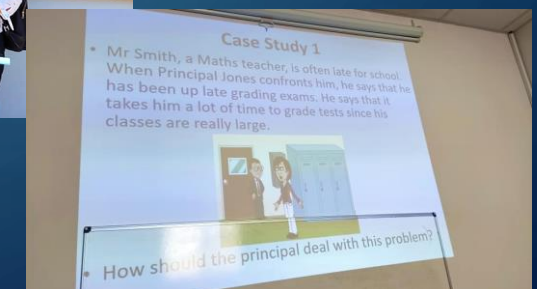 Case Study 1
• Mr Smith, a Maths teacher, is often late for school.
When Principal Jones confronts him, he says that he
has been up late grading exams. He says that it
takes him a lot of time to grade tests since his
classes are really large.
• How should the principal deal with this problem?